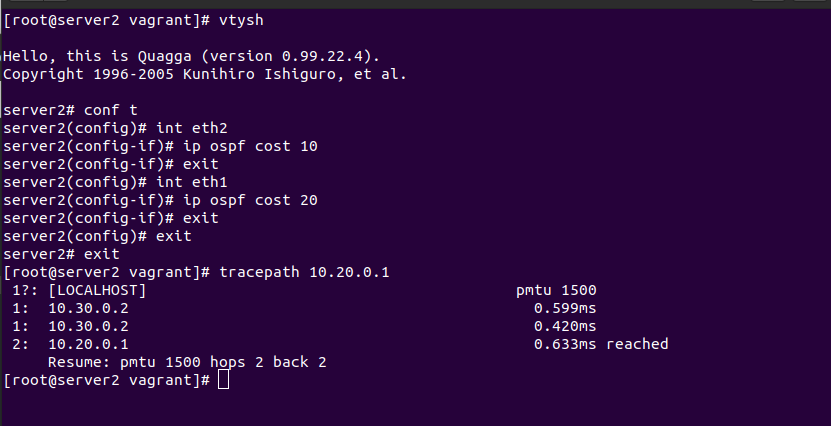 [root@server2 vagrant]# vtysh
Hello, this is Quagga (version 0.99.22.4).
Copyright 1996-2005 Kunihiro Ishiguro, et al.
server2# conf t
server2(config)# int eth2
server2(config-if)# ip ospf cost 10
server2(config-if)# exit
server2(config)# int eth1
server2(config-if)# ip ospf cost 20
server2(config-if)# exit
server2(config)# exit
server2# exit
[root@server2 vagrant]# tracepath 10.20.0.1
 1?: [LOCALHOST]                                         pmtu 1500
 1:  10.30.0.2                                             0.599ms
 1:  10.30.0.2                                             0.420ms
 2:  10.20.0.1                                             0.633ms reached
     Resume: pmtu 1500 hops 2 back 2
[root@server2 vagrant]#